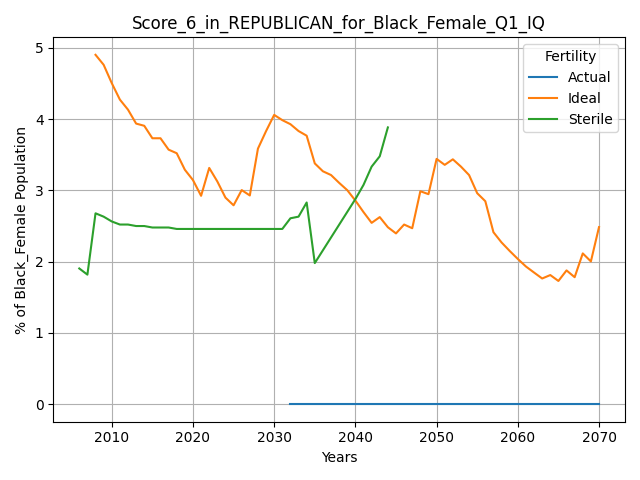 Score_6_in_REPUBLICAN_for_Black_Female_Q1_IQ
% of Black_Female Population
5
4
3
2
1
0
Fertility
Actual
Ideal
Sterile
2010 2020 2030 2040 2050 2060 2070
Years